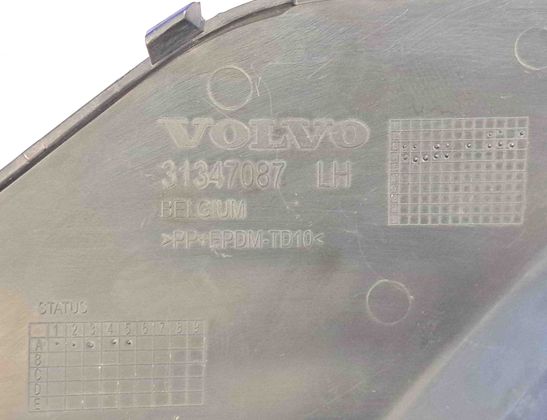 VOLVO
31347087 LH
BELGIUM
>PP+EPDM-TD10<
STATUS
1 2 3 4 5 6 7 8 9
A
B
C
D
E